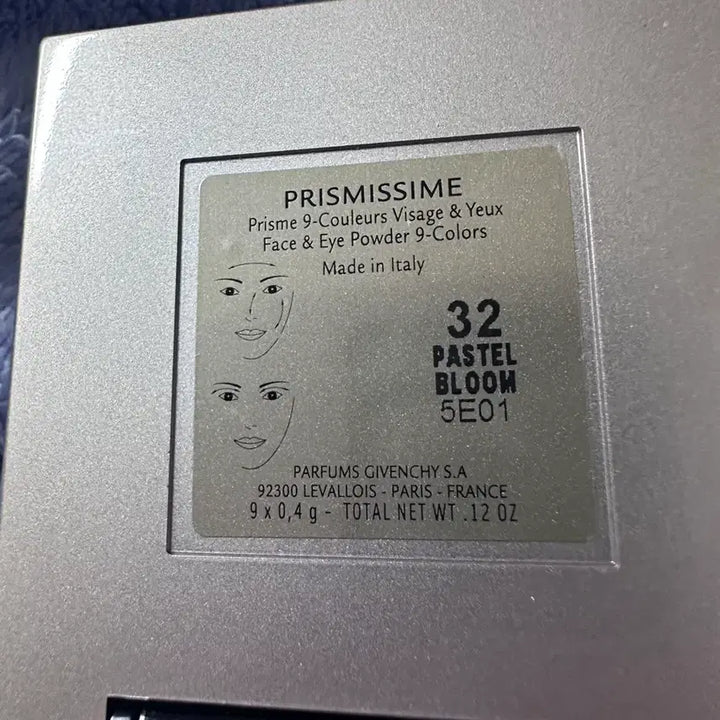 PRISMISSIME
Prisme 9-Couleurs Visage & Yeux
Face & Eye Powder 9-Colors
Made in Italy
32
PASTEL
BLOOM
5E01
PARFUMS GIVENCHY S.A
92300 LEVALLOIS - PARIS - FRANCE
9 x 0,4 g - TOTAL NET WT .12 OZ